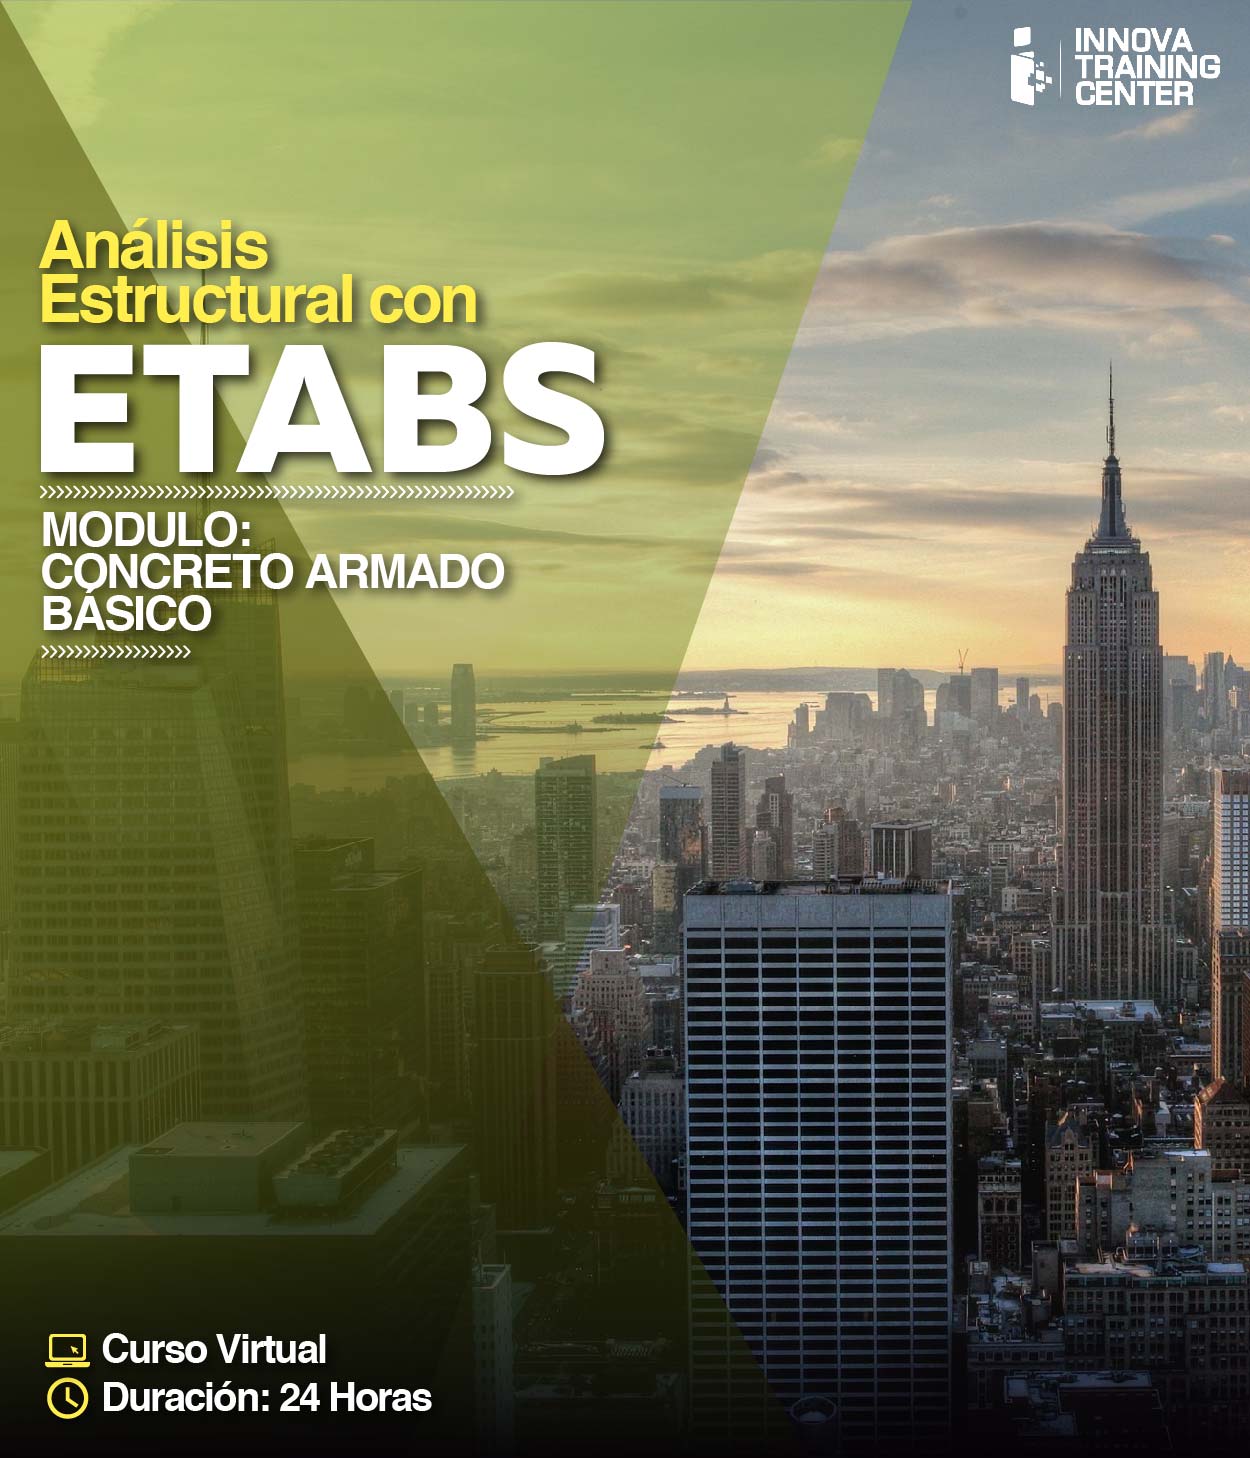 INNOVA
TRAINING
CENTER
Análisis
Estructural con
ETABS
MODULO:
CONCRETO ARMADO
BÁSICO
Curso Virtual
Duración: 24 Horas